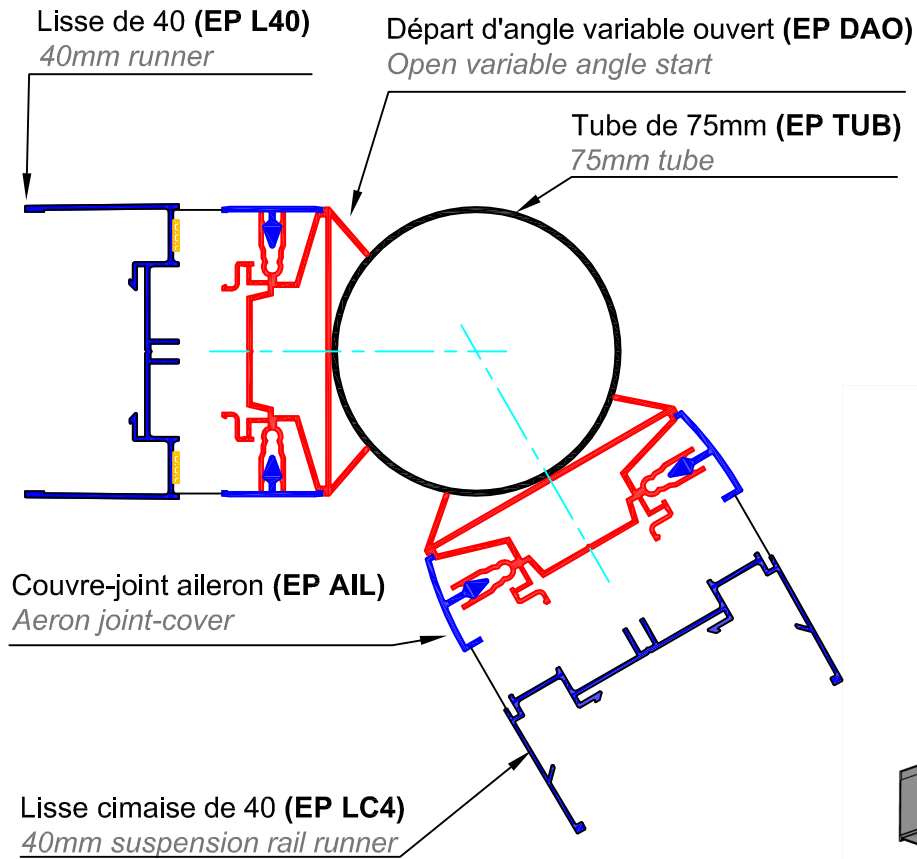 Lisse de 40 (EP L40)
40mm runner
Départ d'angle variable ouvert (EP DAO)
Open variable angle start
Tube de 75mm (EP TUB)
75mm tube
Couvre-joint aileron (EP AIL)
Aeron joint-cover
Lisse cimaise de 40 (EP LC4)
40mm suspension rail runner